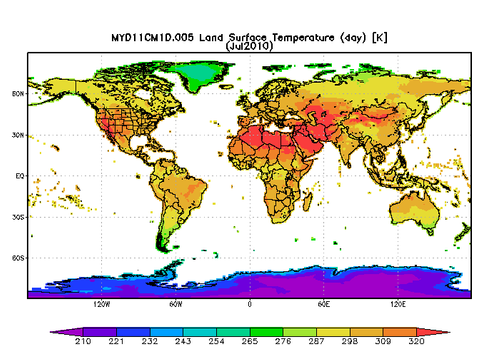 MYD11CM1D.005 Land Surface Temperature (day) [K]
(Jul2010)
60N
30N
EQ
30S
60S
120W 60W 0 60E 120E
210 221 232 243 254 265 276 287 298 309 320